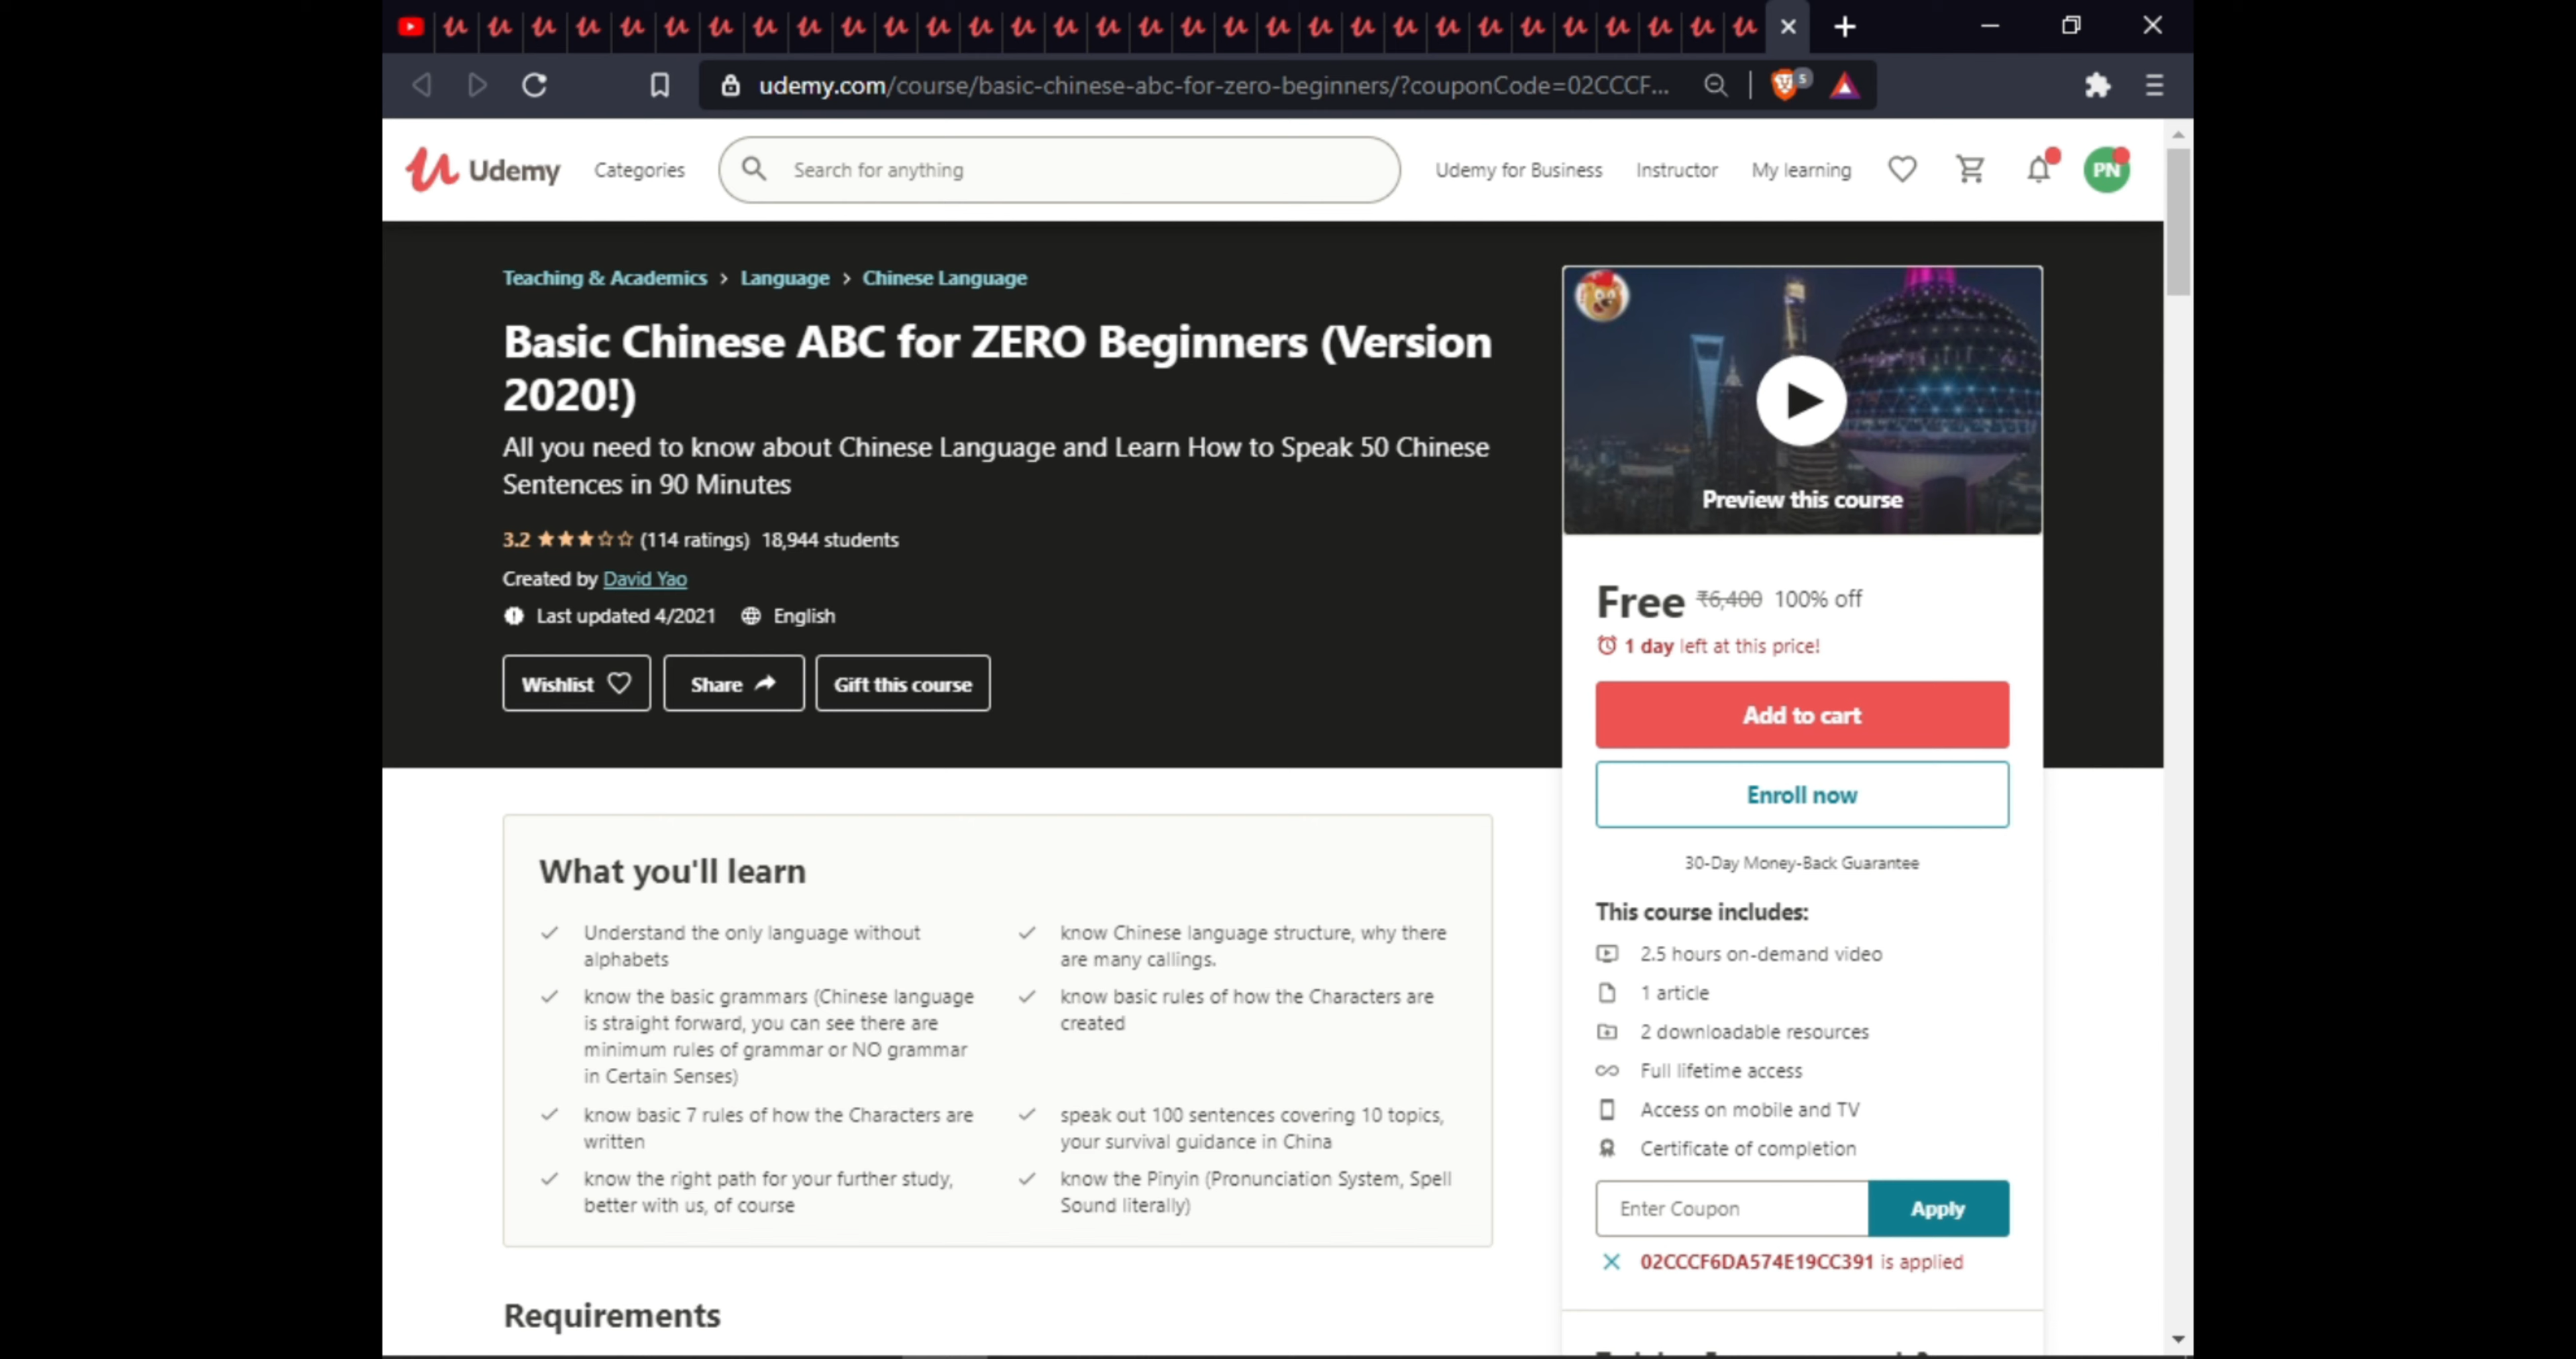 udemy.com/course/basic-chinese-abc-for-zero-beginners/?couponCode=02CCCF...
5
Udemy
Categories
Search for anything
Udemy for Business
Instructor
My learning
PN
Teaching & Academics > Language > Chinese Language
Basic Chinese ABC for ZERO Beginners (Version
2020!)
All you need to know about Chinese Language and Learn How to Speak 50 Chinese
Sentences in 90 Minutes
3.2 (114 ratings) 18,944 students
Created by David Yao
Last updated 4/2021 English
Wishlist
Share
Gift this course
Preview this course
Free ₹6,400 100% off
1 day left at this price!
Add to cart
Enroll now
30-Day Money-Back Guarantee
This course includes:
2.5 hours on-demand video
1 article
2 downloadable resources
Full lifetime access
Access on mobile and TV
Certificate of completion
Enter Coupon
Apply
02CCCF6DA574E19CC391 is applied
What you'll learn
Understand the only language without
alphabets
know Chinese language structure, why there
are many callings.
know the basic grammars (Chinese language
is straight forward, you can see there are
minimum rules of grammar or NO grammar
in Certain Senses)
know basic rules of how the Characters are
created
know basic 7 rules of how the Characters are
written
speak out 100 sentences covering 10 topics,
your survival guidance in China
know the right path for your further study,
better with us, of course
know the Pinyin (Pronunciation System, Spell
Sound literally)
Requirements